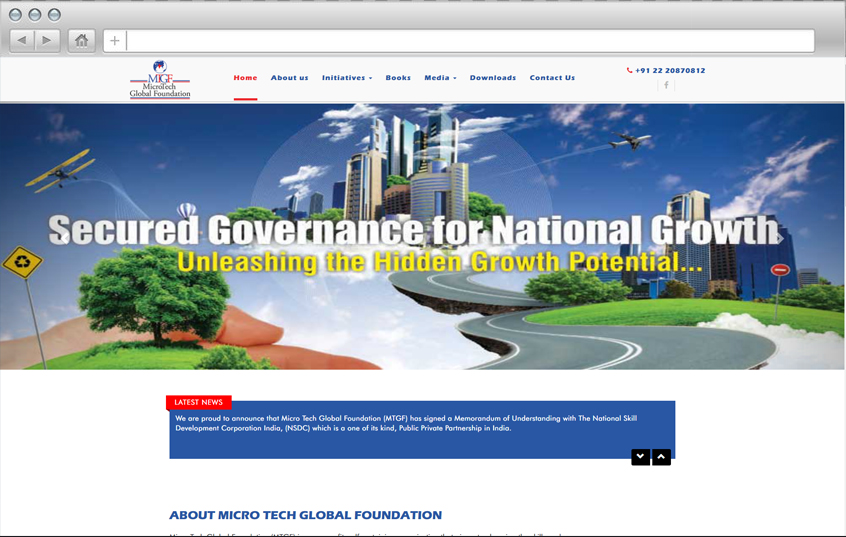 MTGF
MicroTech
Global Foundation
Home About us Initiatives Books Media Downloads Contact Us
+91 22 20870812
Secured Governance for National Growth
Unleashing the Hidden Growth Potential...
LATEST NEWS
We are proud to announce that Micro Tech Global Foundation (MTGF) has signed a Memorandum of Understanding with The National Skill
Development Corporation India, (NSDC) which is a one of its kind, Public Private Partnership in India.
ABOUT MICRO TECH GLOBAL FOUNDATION